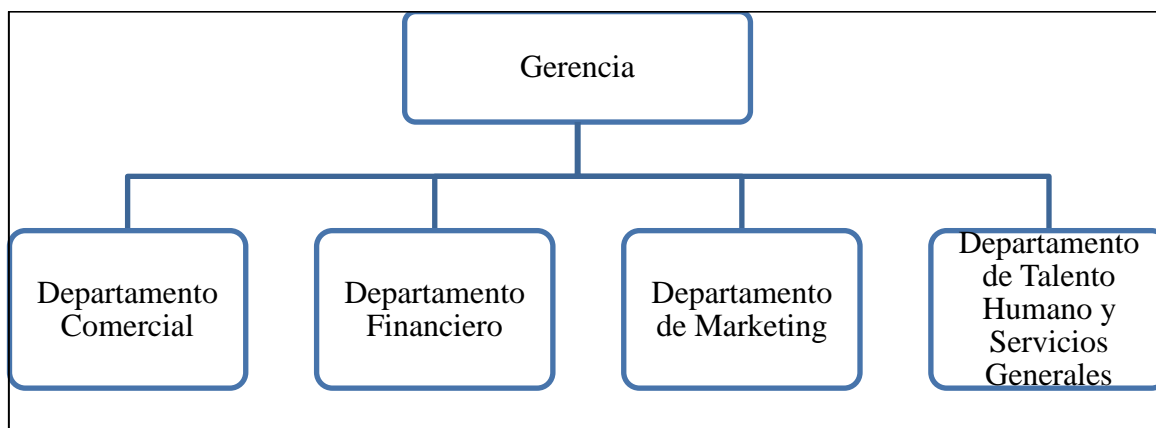 Gerencia
Departamento
Comercial
Departamento
Financiero
Departamento
de Marketing
Departamento
de Talento
Humano y
Servicios
Generales